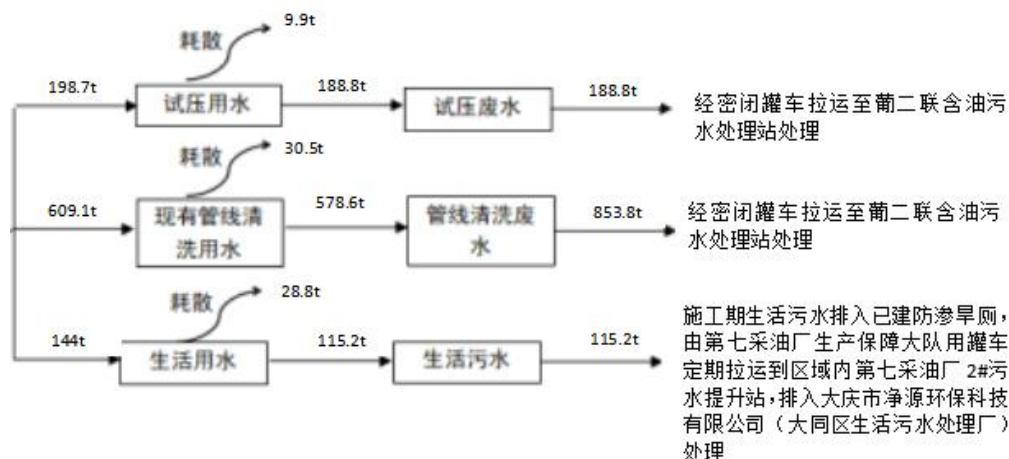 9.9t
耗散
198.7t
试压用水
188.8t
试压废水
188.8t
经密闭罐车拉运至葡二联含油污
水处理站处理
30.5t
耗散
609.1t
现有管线清
洗用水
578.6t
管线清洗废
水
853.8t
经密闭罐车拉运至葡二联含油污
水处理站处理
28.8t
耗散
144t
生活用水
115.2t
生活污水
115.2t
施工期生活污水排入已建防渗旱厕，
由第七采油厂生产保障大队用罐车
定期拉运到区域内第七采油厂 2#污
水提升站，排入大庆市净源环保科技
有限公司（大同区生活污水处理厂）
处理